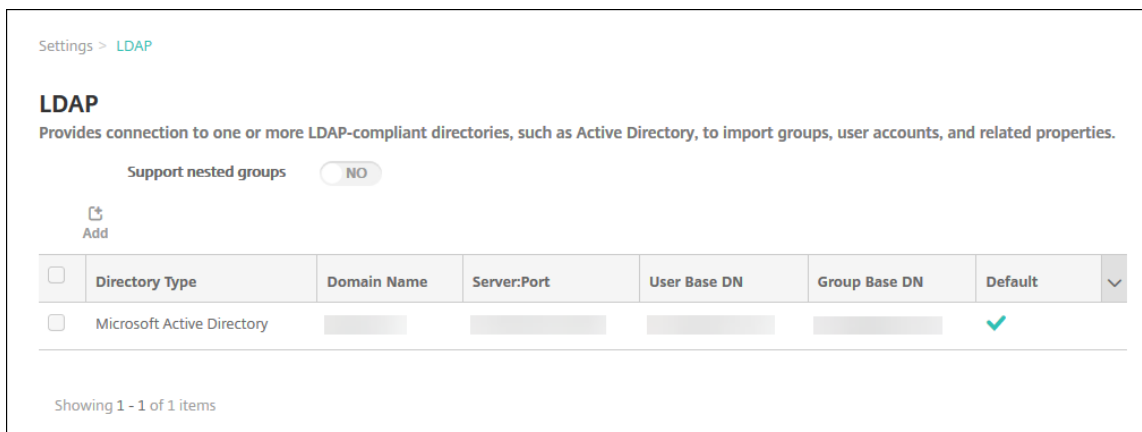 Settings > LDAP
LDAP
Provides connection to one or more LDAP-compliant directories, such as Active Directory, to import groups, user accounts, and related properties.
Support nested groups NO
Add
Directory Type Domain Name Server:Port User Base DN Group Base DN Default
Microsoft Active Directory
Showing 1 - 1 of 1 items